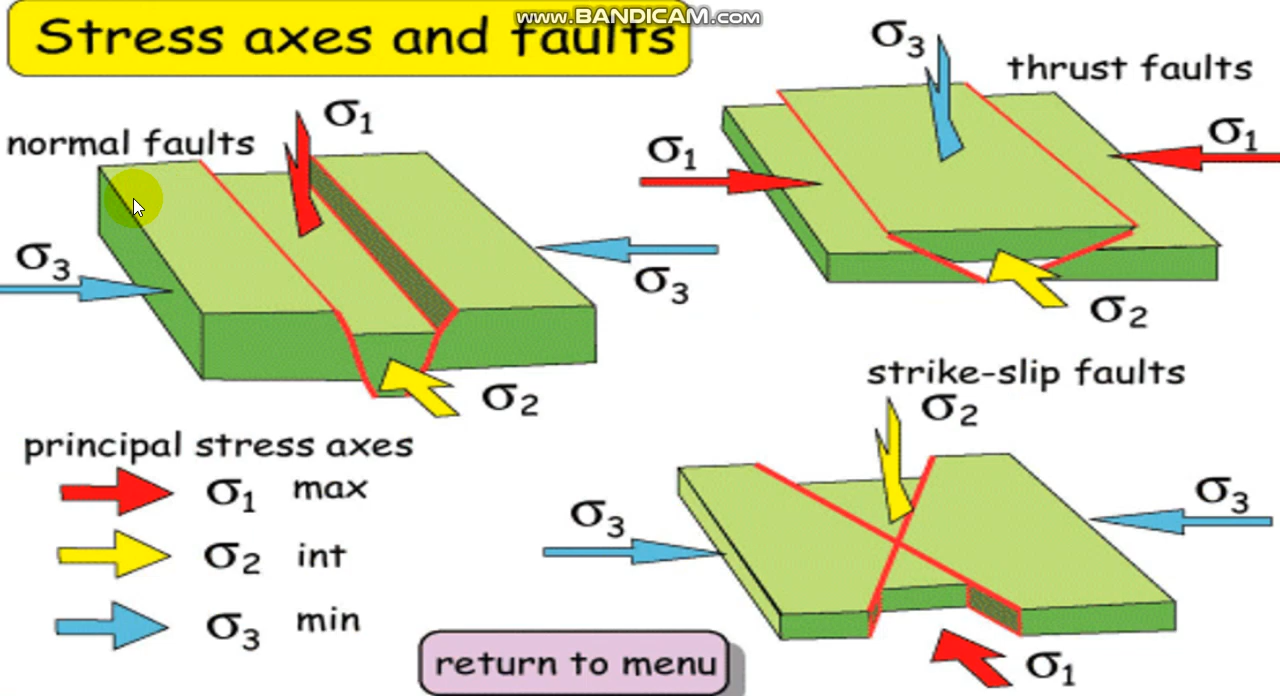 www.BANDICAM.com
Stress axes and faults
normal faults
σ1
σ3
σ3
σ2
thrust faults
σ3
σ1
σ1
σ2
strike-slip faults
σ2
σ3
σ3
σ1
principal stress axes
σ1 max
σ2 int
σ3 min
return to menu